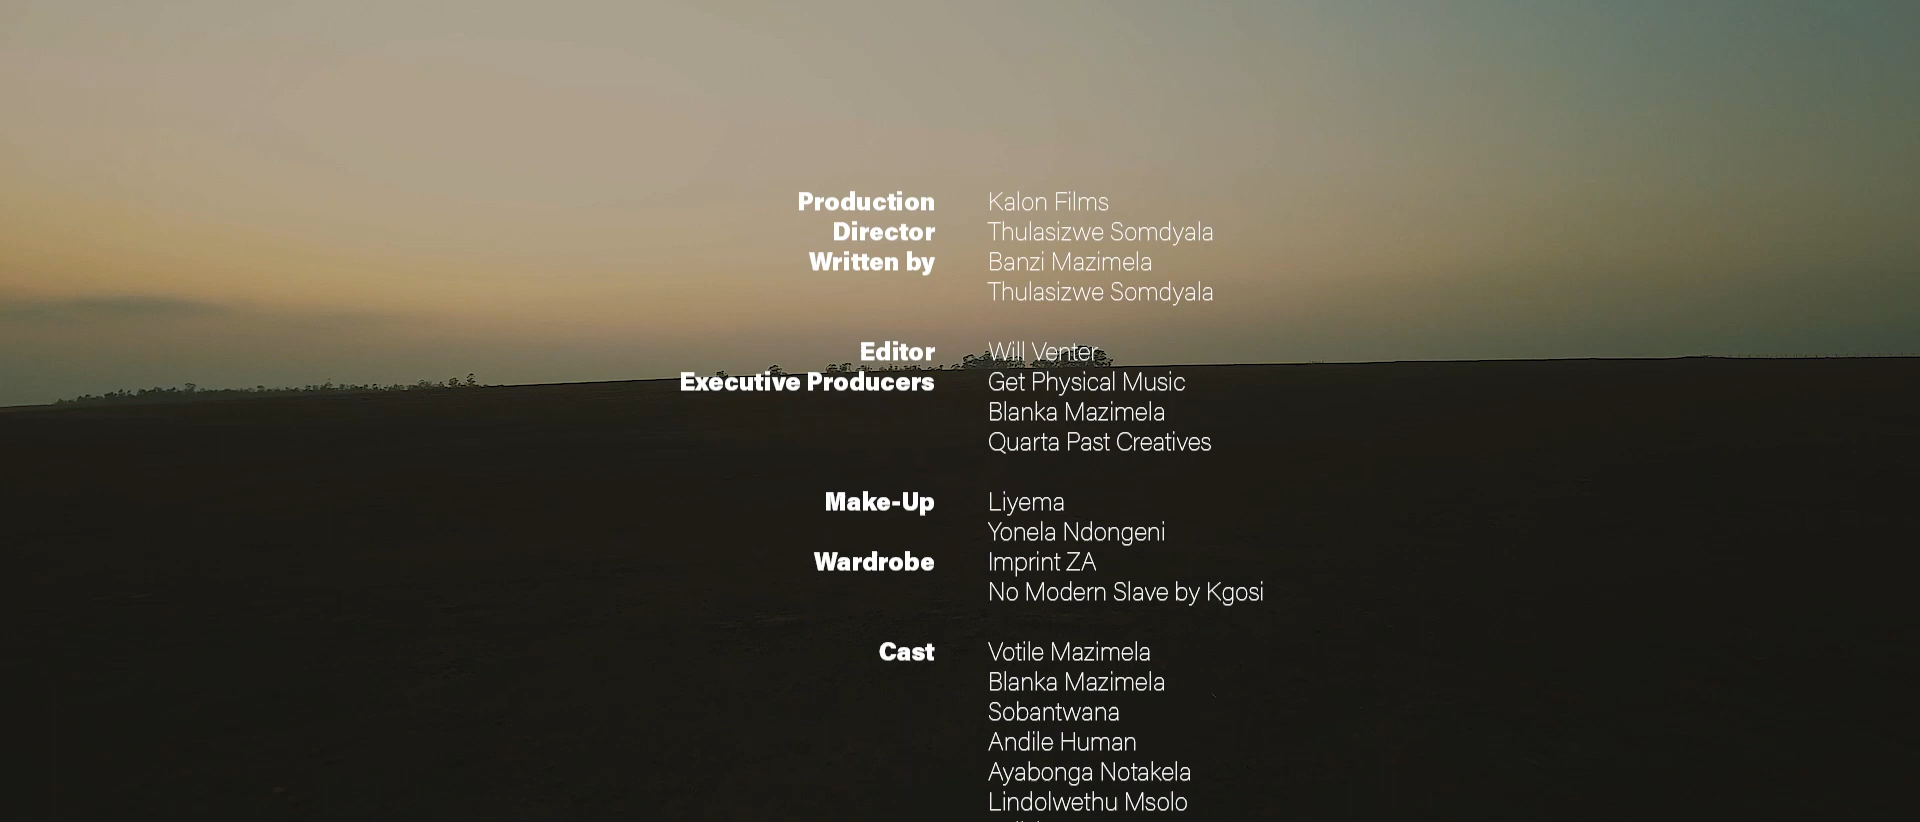 Production Kalon Films
Director Thulasizwe Somdyala
Written by Banzi Mazimela
Thulasizwe Somdyala
Editor Will Venter
Executive Producers Get Physical Music
Blanka Mazimela
Quarta Past Creatives
Make-Up Liyema
Yonela Ndongeni
Wardrobe Imprint ZA
No Modern Slave by Kgosi
Cast Votile Mazimela
Blanka Mazimela
Sobantwana
Andile Human
Ayabonga Notakela
Lindolwethu Msolo